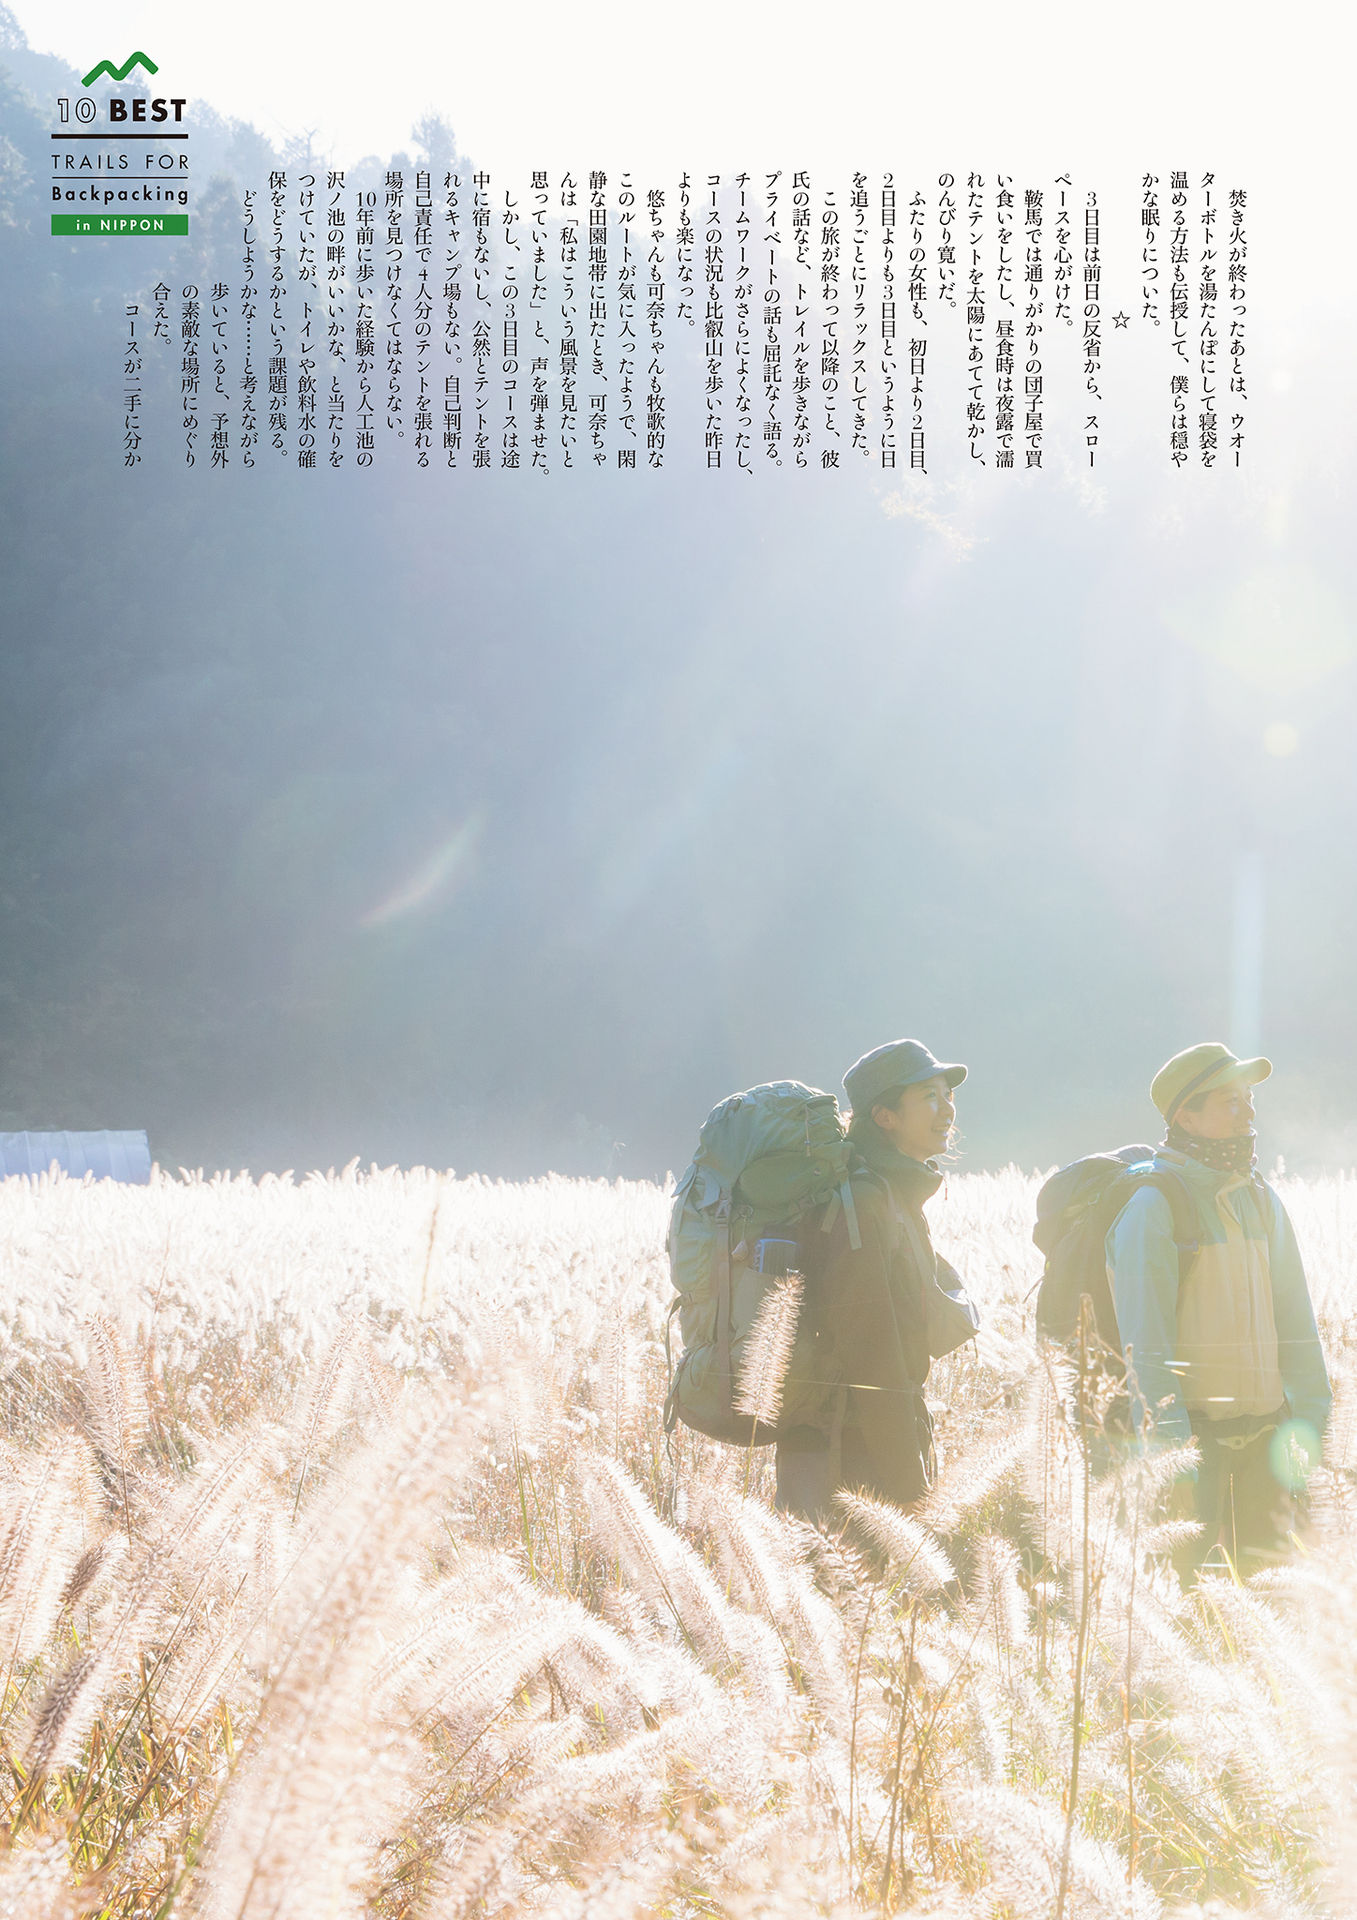 10 BEST
TRAILS FOR
Backpacking
in NIPPON
焚き火が終わったあとは、ウオー
ターボトルを湯たんぽにして寝袋を
温める方法も伝授して、僕らは穏や
かな眠りについた。
☆
3日目は前日の反省から、スロー
ペースを心がけた。
鞍馬では通りがかりの団子屋で買
い食いをしたし、昼食時は夜露で濡
れたテントを太陽にあてて乾かし、
のんびり寛いだ。
ふたりの女性も、初日より2日目、
2日目よりも3日目というように日
を追うごとにリラックスしてきた。
この旅が終わって以降のこと、彼
氏の話など、トレイルを歩きながら
プライベートの話も屈託なく語る。
チームワークがさらによくなったし、
コースの状況も比叡山を歩いた昨日
よりも楽になった。
悠ちゃんも可奈ちゃんも牧歌的な
このルートが気に入ったようで、閑
静な田園地帯に出たとき、可奈ちゃ
んは「私はこういう風景を見たいと
思っていました」と、声を弾ませた。
しかし、この3日目のコースは途
中に宿もないし、公然とテントを張
れるキャンプ場もない。自己判断と
自己責任で4人分のテントを張れる
場所を見つけなくてはならない。
10年前に歩いた経験から人工池の
沢ノ池の畔がいいかな、と当たりを
つけていたが、トイレや飲料水の確
保をどうするかという課題が残る。
どうしようかな……と考えながら
歩いていると、予想外
の素敵な場所にめぐり
合えた。
コースが二手に分か